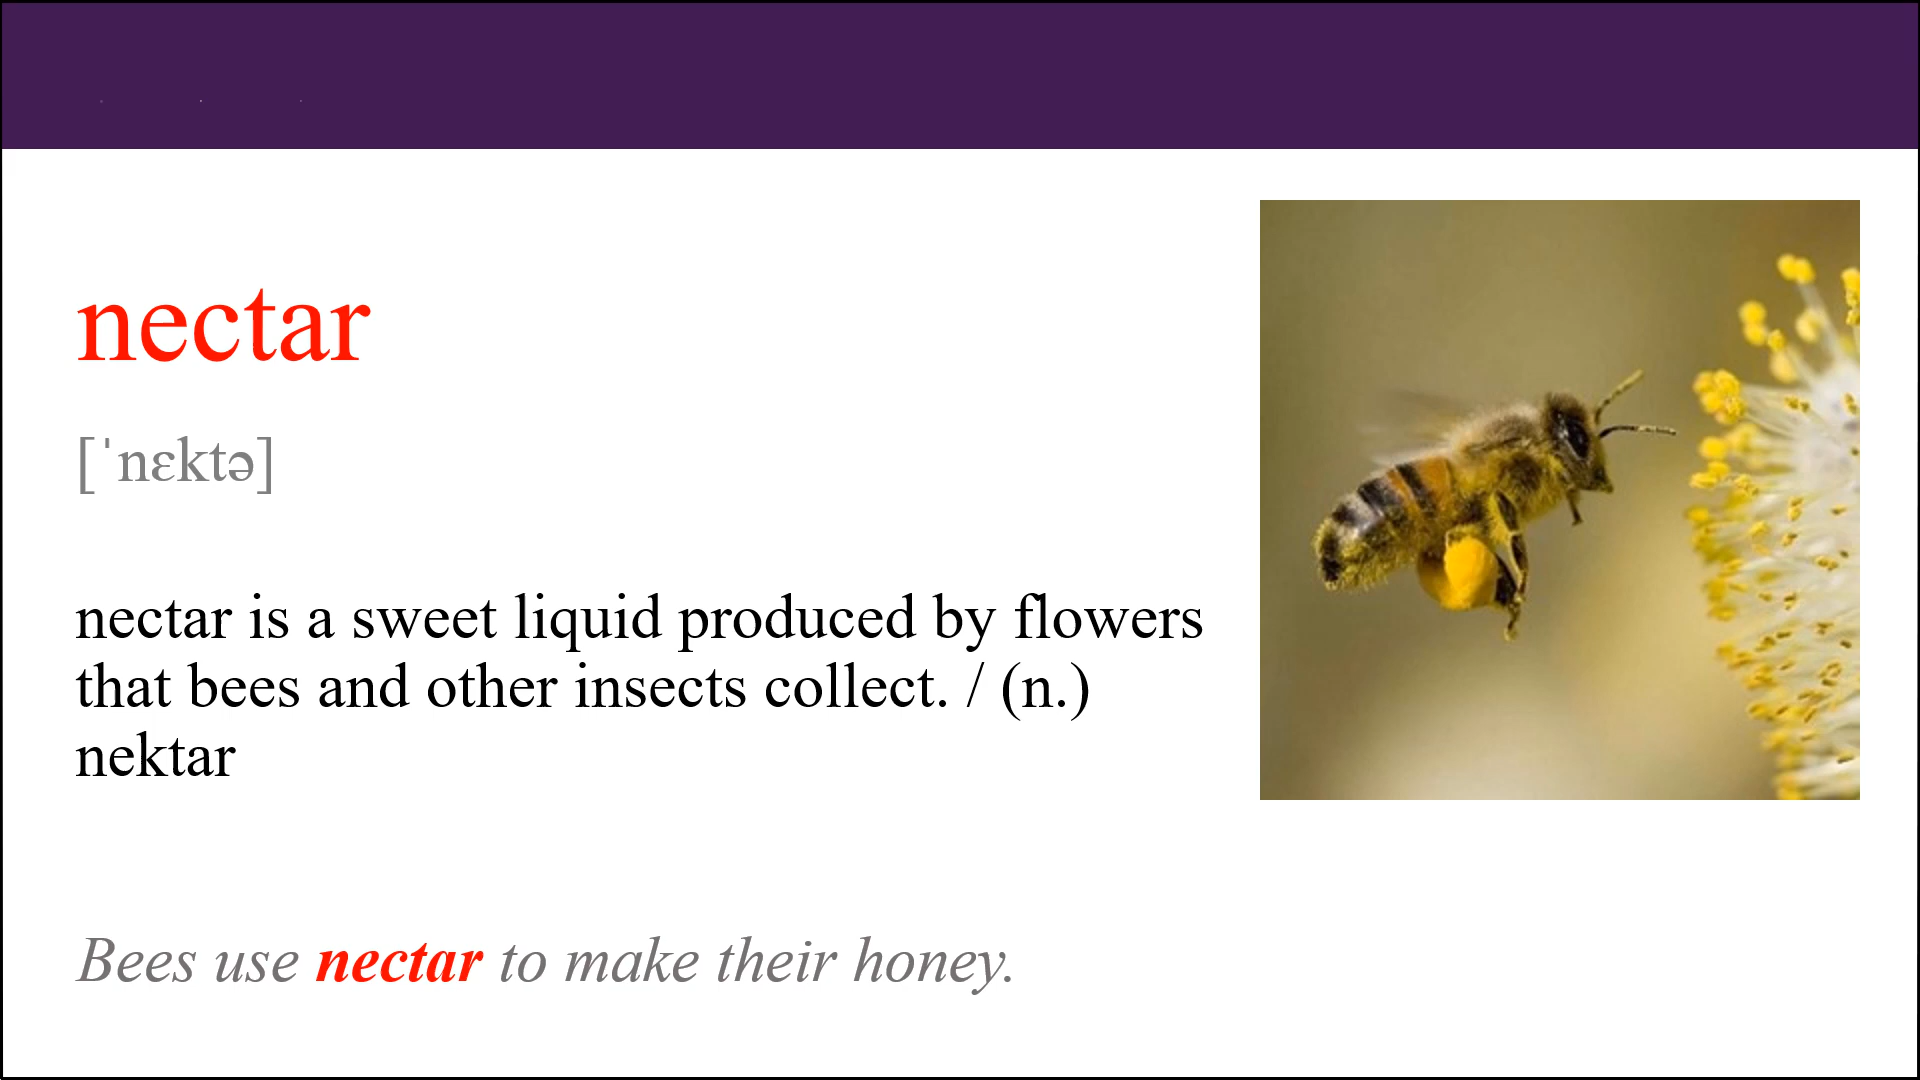 nectar
[ˈnɛktə]
nectar is a sweet liquid produced by flowers
that bees and other insects collect. / (n.)
nektar
Bees use nectar to make their honey.